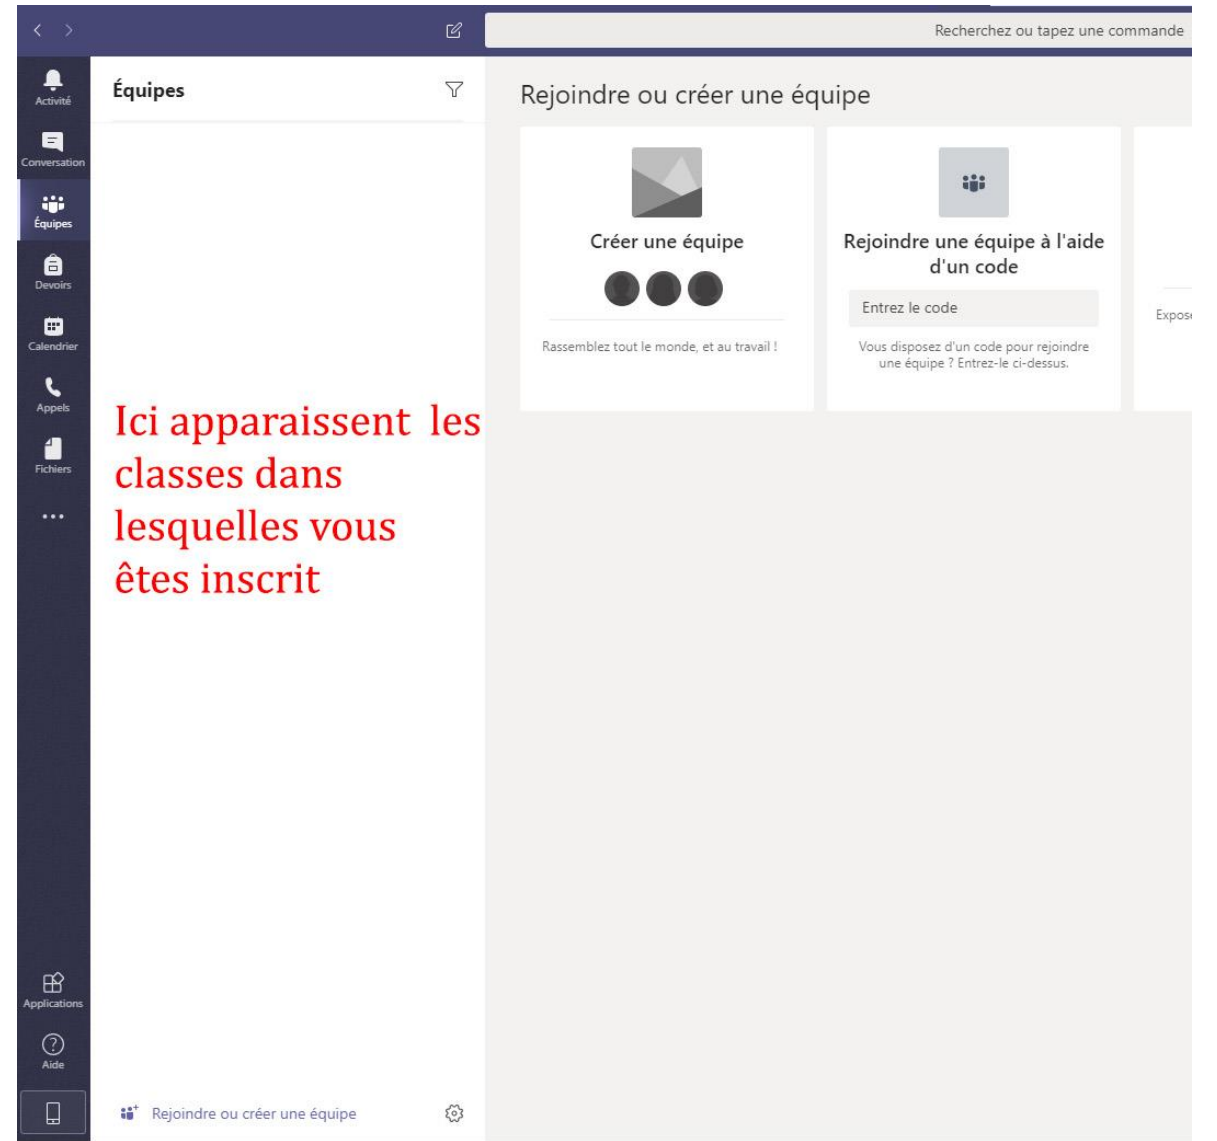 Recherchez ou tapez une commande
Activité
Conversation
Équipes
Devoirs
Calendrier
Appels
Fichiers
Applications
Aide
Équipes
Ici apparaissent les
classes dans
lesquelles vous
êtes inscrit
Rejoindre ou créer une équipe
Rejoindre ou créer une équipe
Créer une équipe
Rassemblez tout le monde, et au travail !
Rejoindre une équipe à l'aide
d'un code
Entrez le code
Vous disposez d'un code pour rejoindre
une équipe ? Entrez-le ci-dessus.